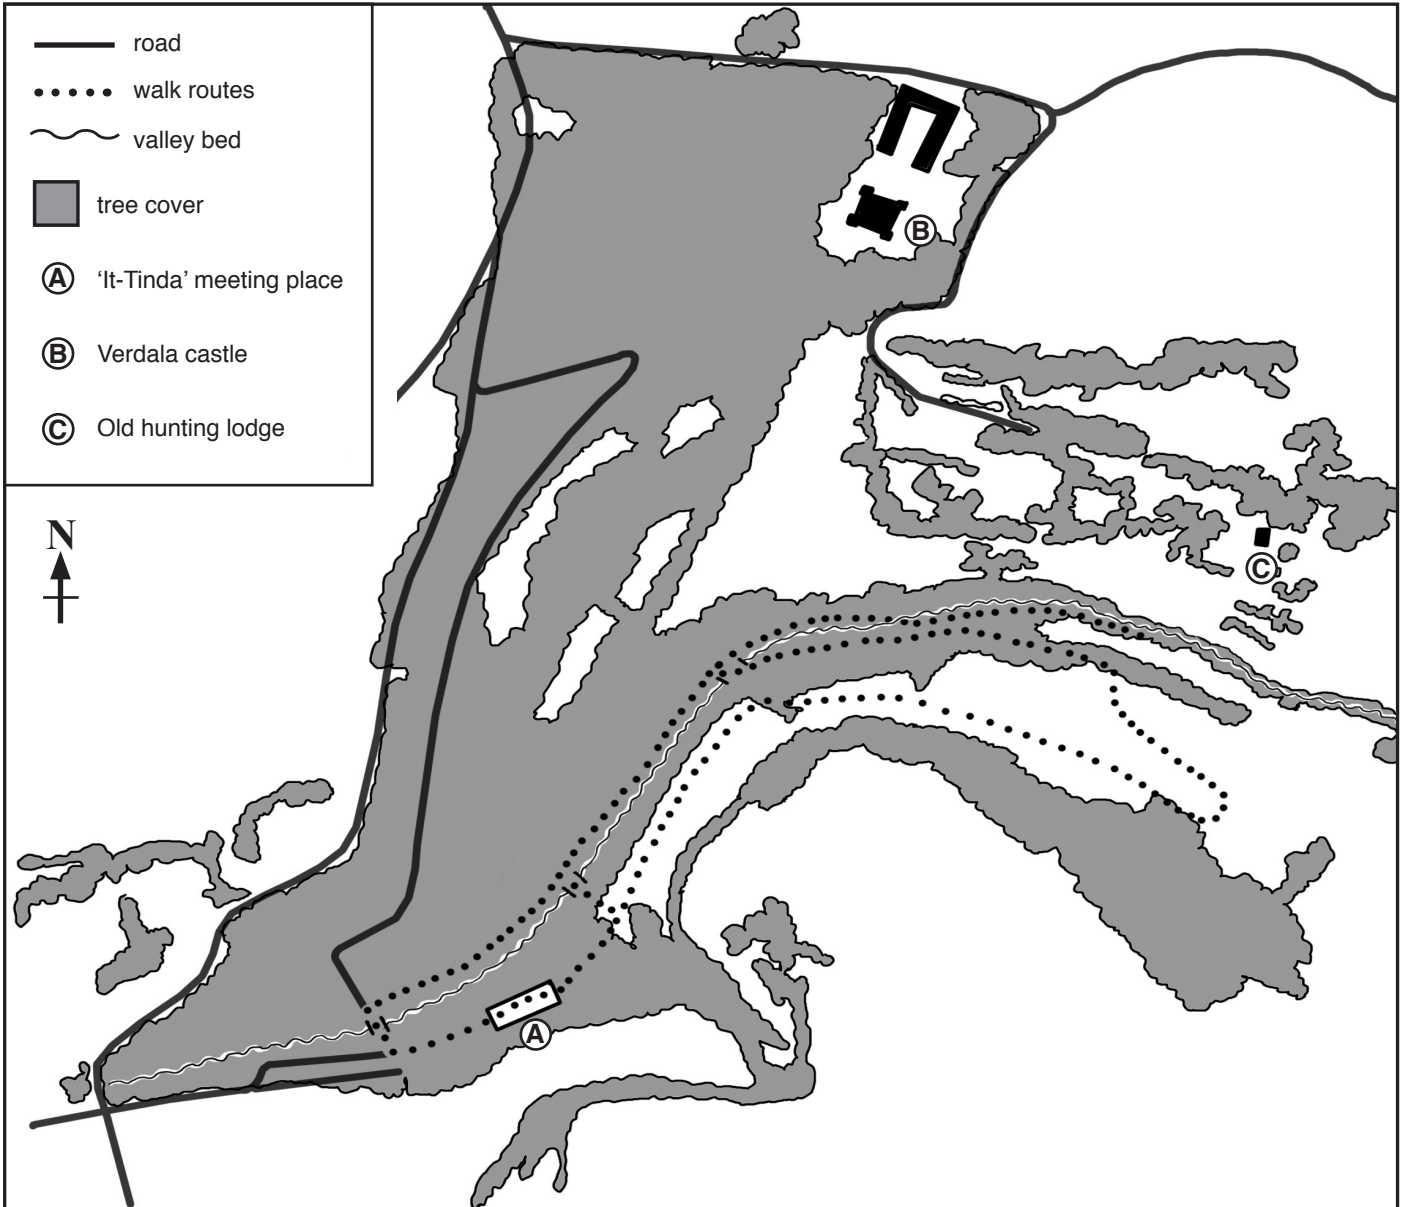 road
walk routes
valley bed
tree cover
A ‘It-Tinda’ meeting place
B Verdala castle
C Old hunting lodge
N
B
C
A